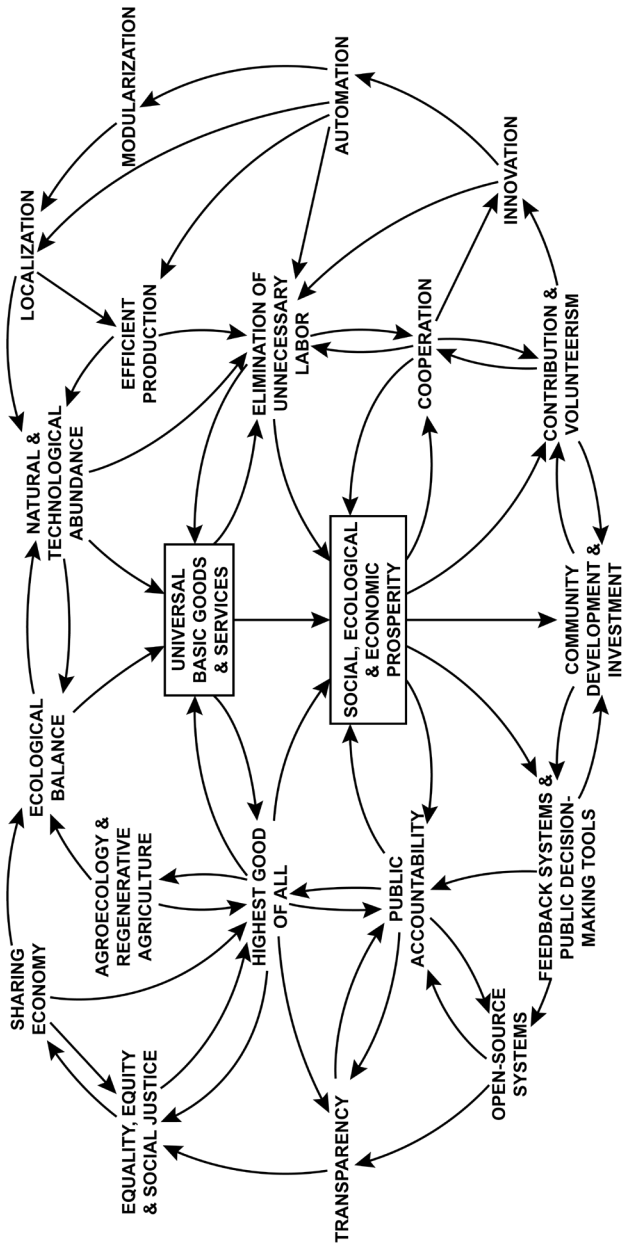 SHARING
ECONOMY
ECOLOGICAL
BALANCE
NATURAL &
TECHNOLOGICAL
ABUNDANCE
LOCALIZATION
MODULARIZATION
EQUALITY, EQUITY
& SOCIAL JUSTICE
AGROECOLOGY &
REGENERATIVE
AGRICULTURE
EFFICIENT
PRODUCTION
UNIVERSAL
BASIC GOODS
& SERVICES
HIGHEST GOOD
OF ALL
ELIMINATION OF
UNNECESSARY
LABOR
AUTOMATION
TRANSPARENCY
SOCIAL, ECOLOGICAL
& ECONOMIC
PROSPERITY
PUBLIC
ACCOUNTABILITY
COOPERATION
INNOVATION
OPEN-SOURCE
SYSTEMS
FEEDBACK SYSTEMS &
PUBLIC DECISION-
MAKING TOOLS
COMMUNITY
DEVELOPMENT &
INVESTMENT
CONTRIBUTION &
VOLUNTEERISM